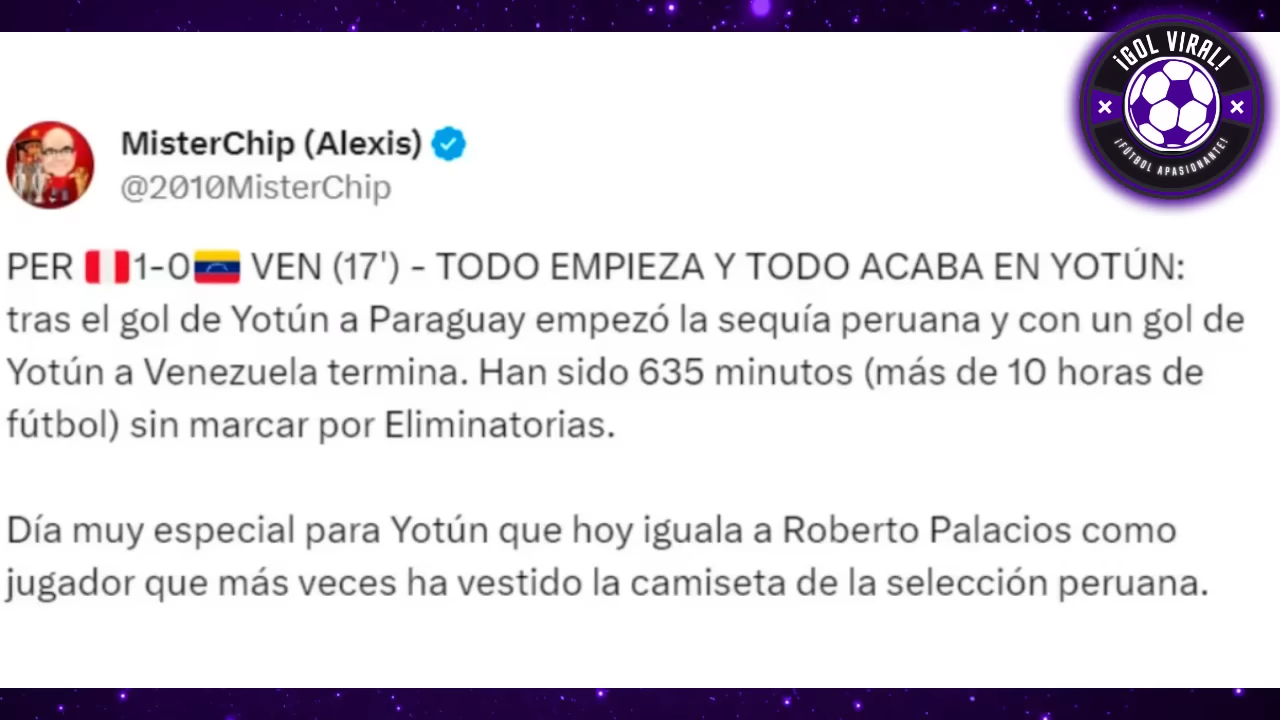 ¡GOL VIRAL!
¡FÚTBOL APASIONANTE!
MisterChip (Alexis)
@2010MisterChip
PER 🇵🇪1-0🇻🇪 VEN (17') - TODO EMPIEZA Y TODO ACABA EN YOTÚN:
tras el gol de Yotún a Paraguay empezó la sequía peruana y con un gol de
Yotún a Venezuela termina. Han sido 635 minutos (más de 10 horas de
fútbol) sin marcar por Eliminatorias.
Día muy especial para Yotún que hoy iguala a Roberto Palacios como
jugador que más veces ha vestido la camiseta de la selección peruana.